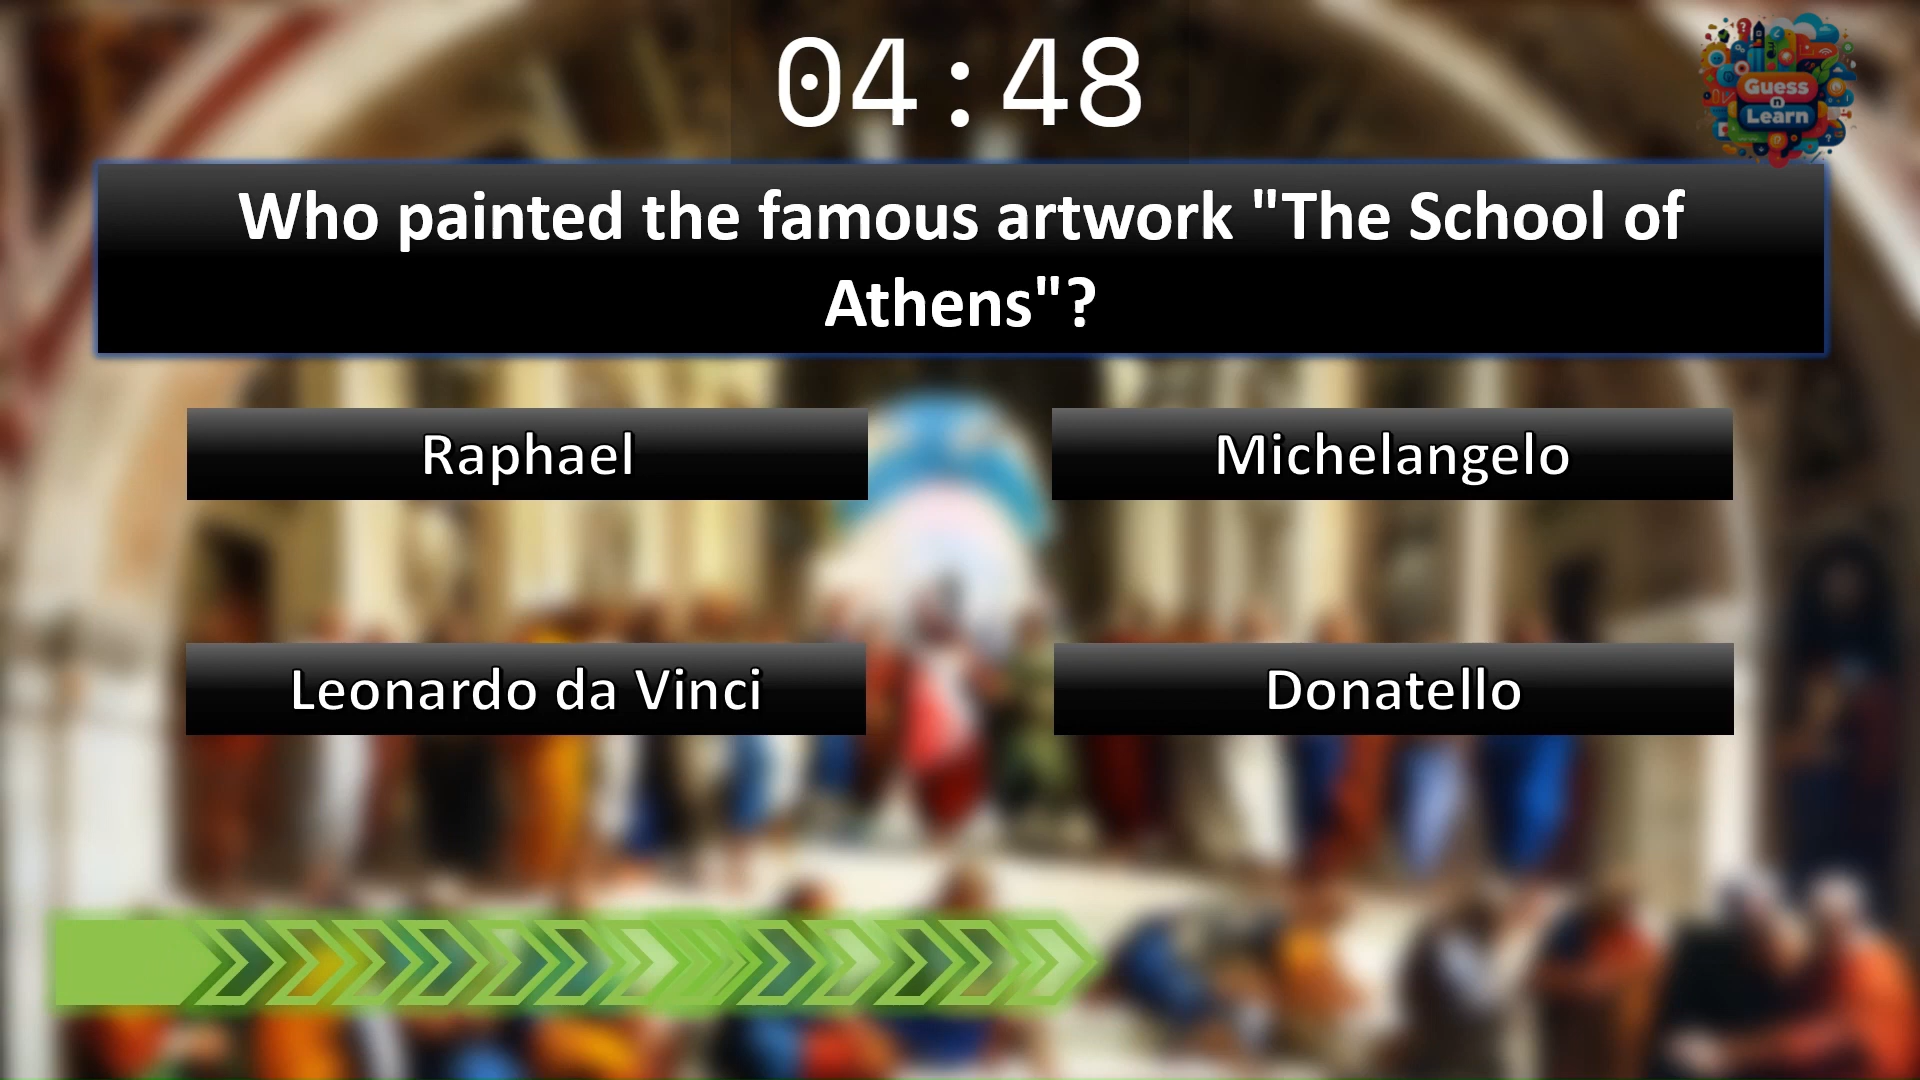 04:48
Guess
n
Learn
Who painted the famous artwork "The School of
Athens"?
Raphael
Michelangelo
Leonardo da Vinci
Donatello